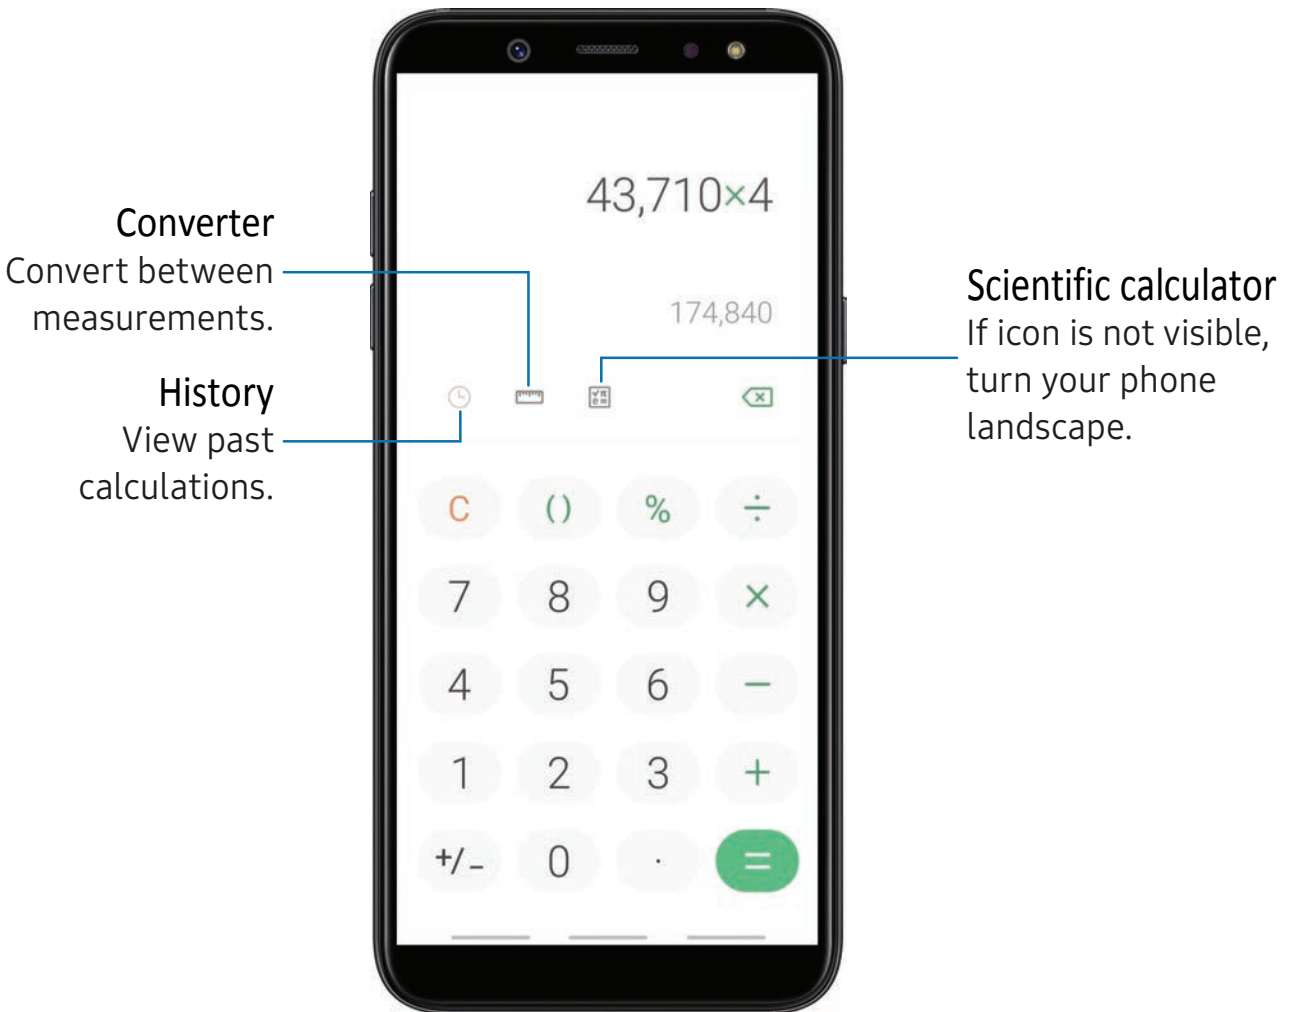 43,710×4
Converter
Convert between
measurements.
174,840
Scientific calculator
If icon is not visible,
turn your phone
landscape.
History
View past
calculations.
√π
e=
C () % ÷
7 8 9 ×
4 5 6 −
1 2 3 +
+/− 0 . =